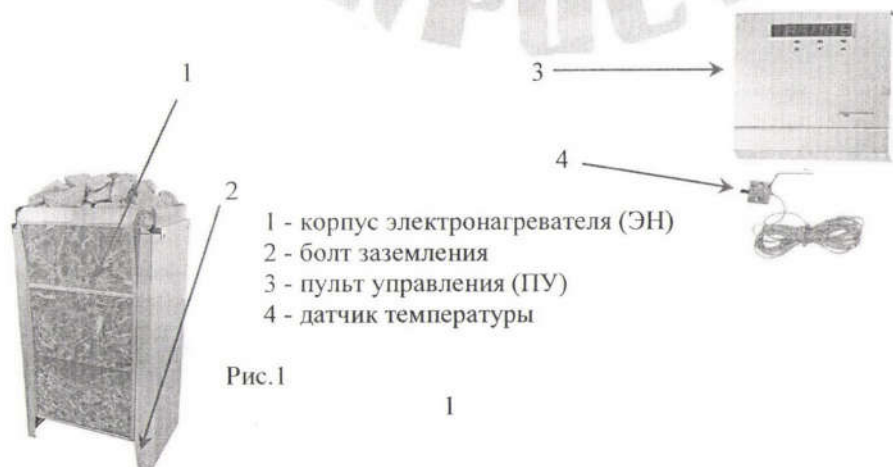 1
3
4
2
1 - корпус электронагревателя (ЭН)
2 - болт заземления
3 - пульт управления (ПУ)
4 - датчик температуры
Рис.1
1